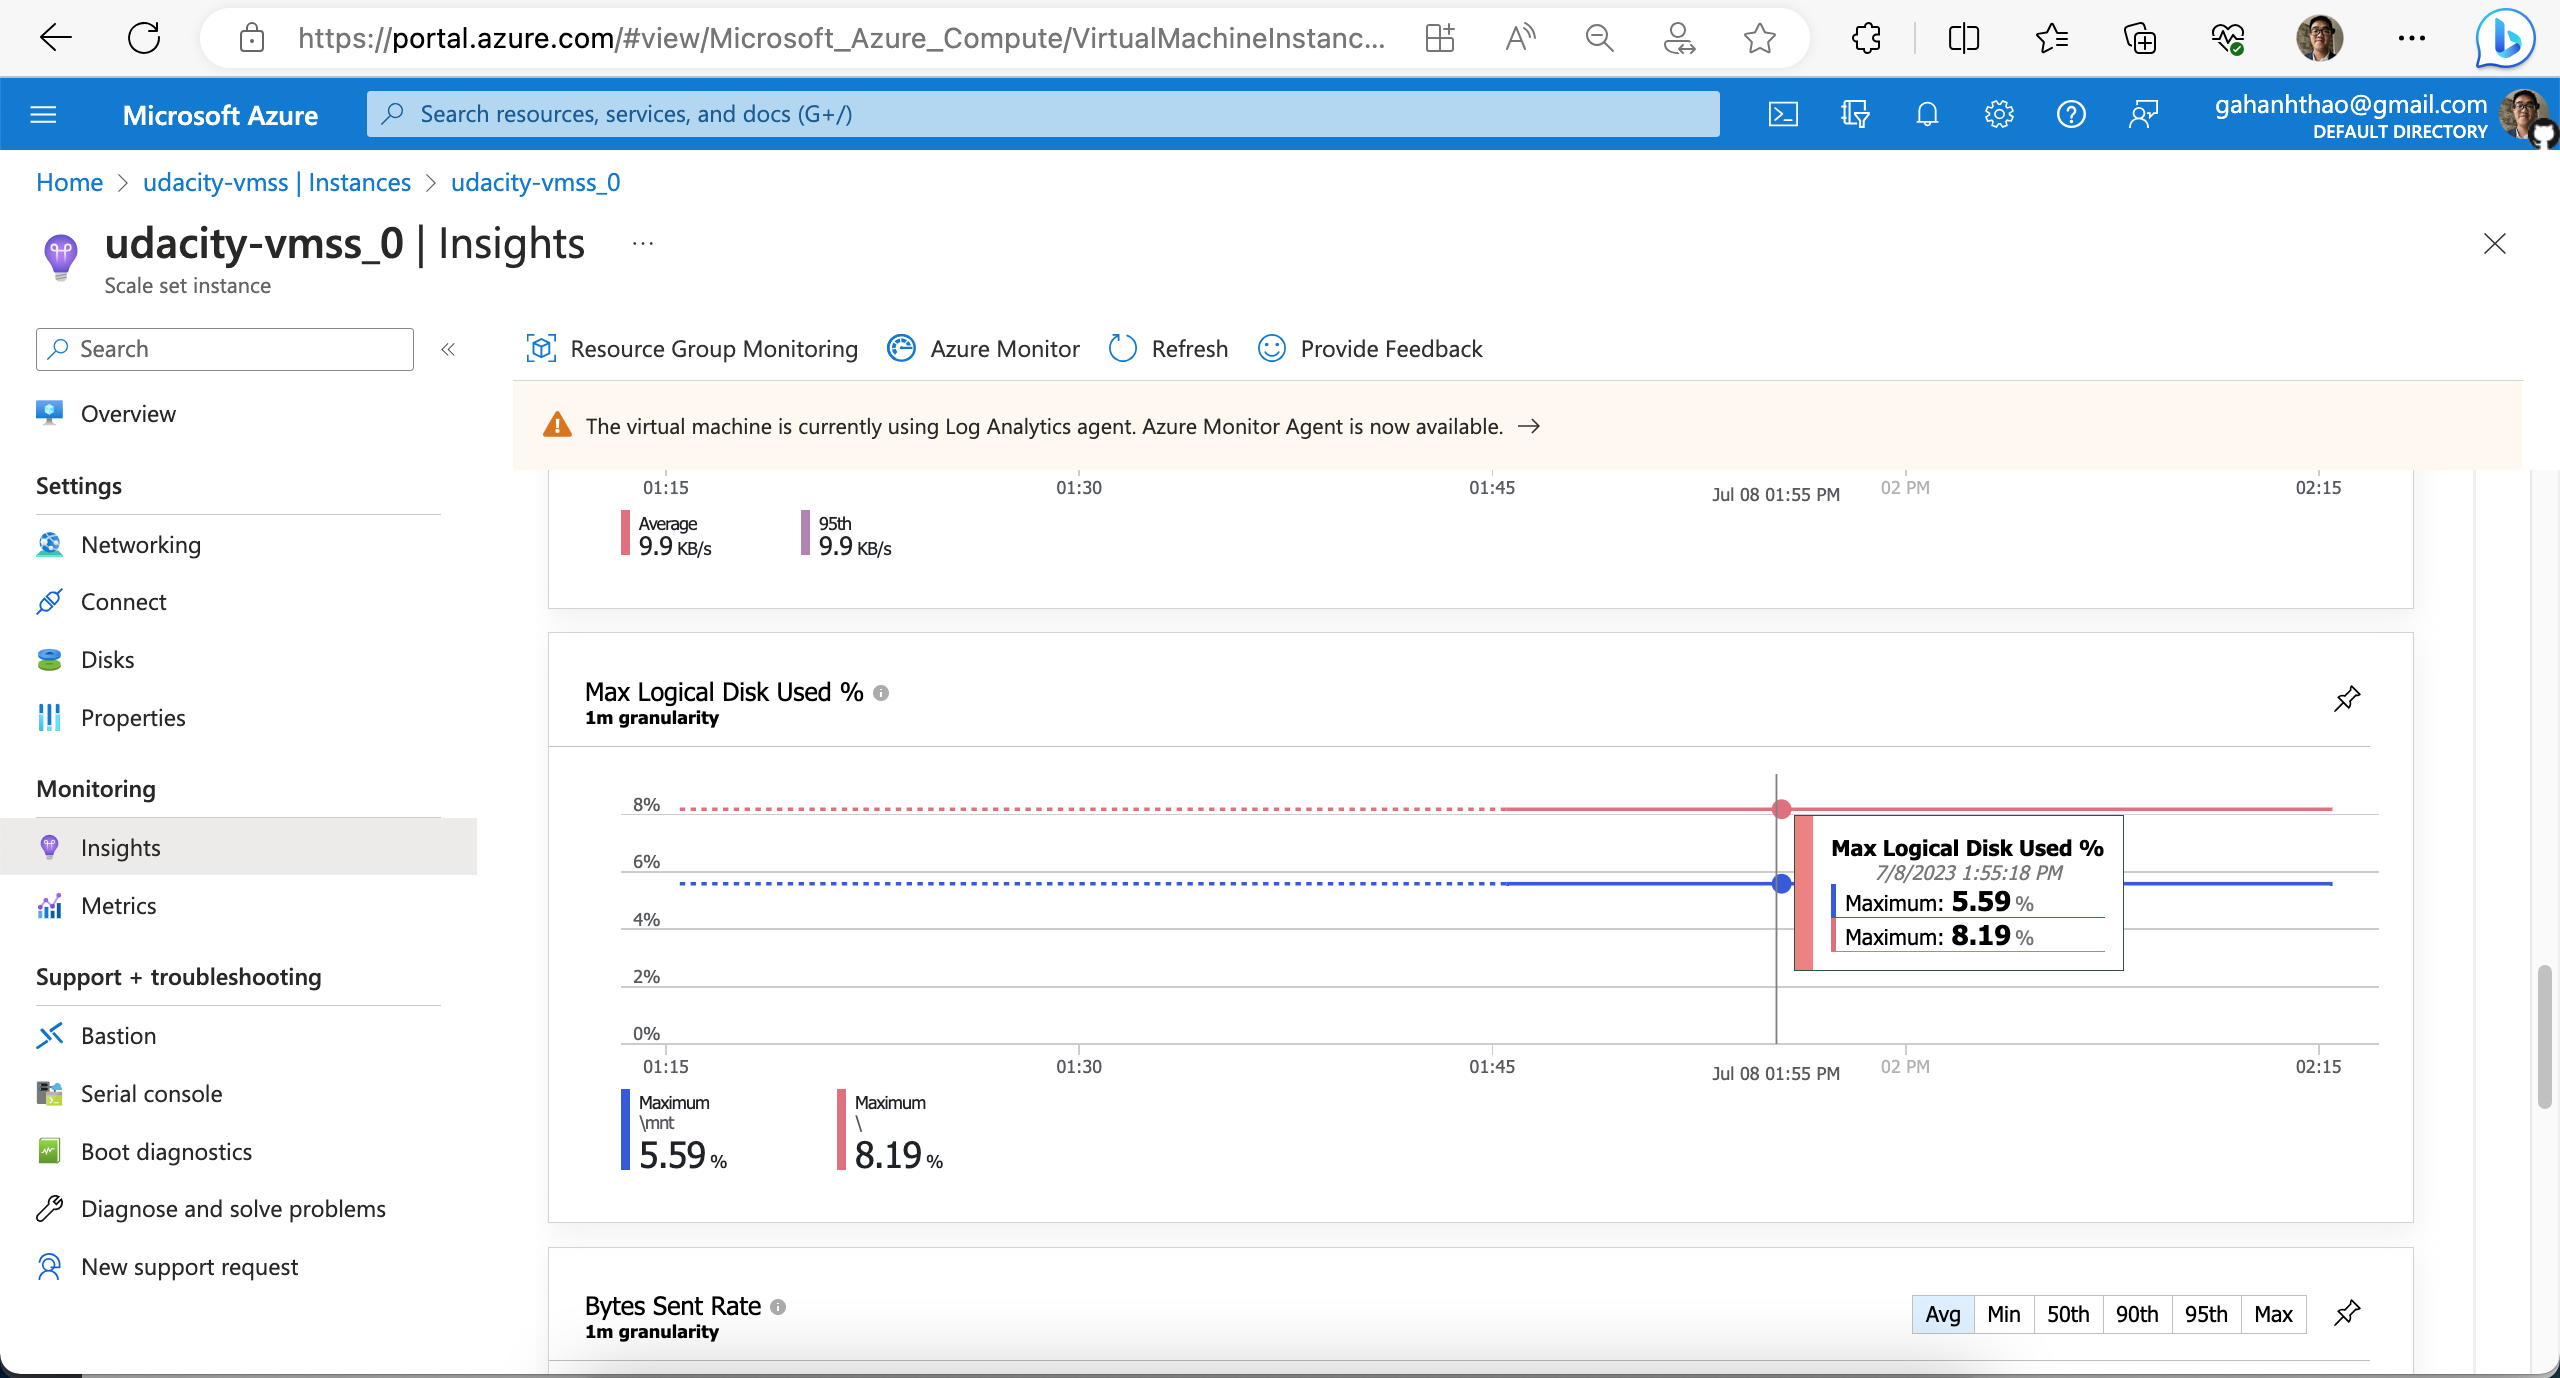 https://portal.azure.com/#view/Microsoft_Azure_Compute/VirtualMachineInstanc...
Microsoft Azure
Search resources, services, and docs (G+/)
gahanhthao@gmail.com
DEFAULT DIRECTORY
Home > udacity-vmss | Instances > udacity-vmss_0
udacity-vmss_0 | Insights ...
Scale set instance
Search
«
Overview
Settings
Networking
Connect
Disks
Properties
Monitoring
Insights
Metrics
Support + troubleshooting
Bastion
Serial console
Boot diagnostics
Diagnose and solve problems
New support request
Resource Group Monitoring
Azure Monitor
Refresh
Provide Feedback
The virtual machine is currently using Log Analytics agent. Azure Monitor Agent is now available. →
01:15
01:30
01:45
Jul 08 01:55 PM
02 PM
02:15
Average
9.9 KB/s
95th
9.9 KB/s
Max Logical Disk Used %
1m granularity
8%
6%
4%
2%
0%
Max Logical Disk Used %
7/8/2023 1:55:18 PM
Maximum: 5.59 %
Maximum: 8.19 %
01:15
01:30
01:45
Jul 08 01:55 PM
02 PM
02:15
Maximum
\mnt
5.59 %
Maximum
\
8.19 %
Bytes Sent Rate
1m granularity
Avg
Min
50th
90th
95th
Max